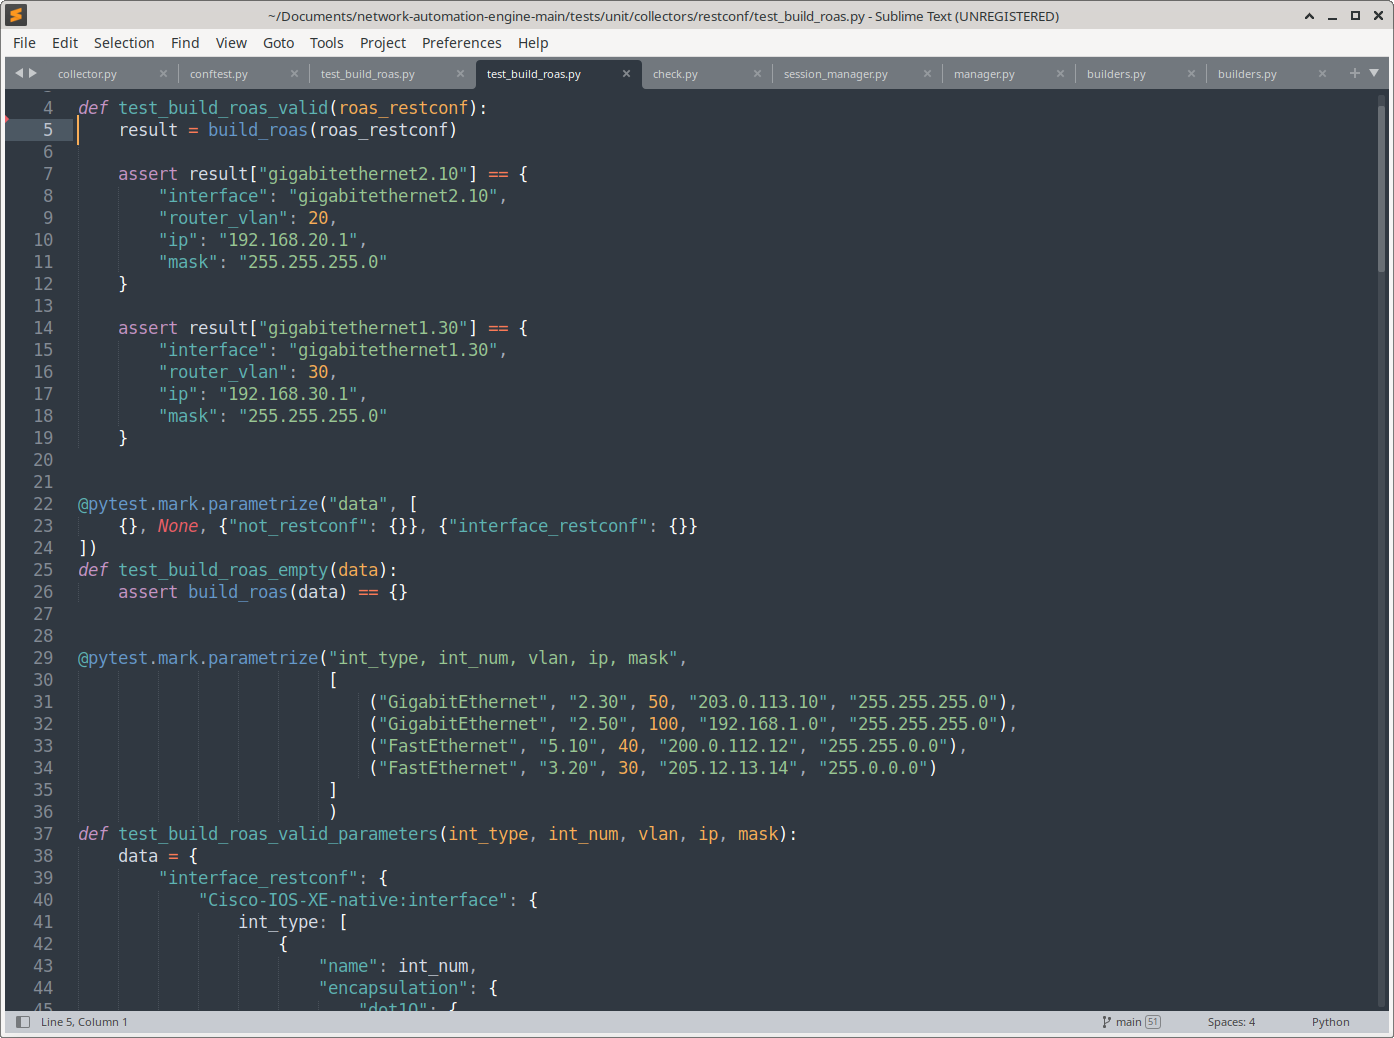 ~/Documents/network-automation-engine-main/tests/unit/collectors/restconf/test_build_roas.py - Sublime Text (UNREGISTERED)
File Edit Selection Find View Goto Tools Project Preferences Help
collector.py conftest.py test_build_roas.py test_build_roas.py check.py session_manager.py manager.py builders.py builders.py
4 def test_build_roas_valid(roas_restconf):
5     result = build_roas(roas_restconf)
6
7     assert result["gigabitethernet2.10"] == {
8         "interface": "gigabitethernet2.10",
9         "router_vlan": 20,
10         "ip": "192.168.20.1",
11         "mask": "255.255.255.0"
12     }
13
14     assert result["gigabitethernet1.30"] == {
15         "interface": "gigabitethernet1.30",
16         "router_vlan": 30,
17         "ip": "192.168.30.1",
18         "mask": "255.255.255.0"
19     }
20
21
22 @pytest.mark.parametrize("data", [
23     {}, None, {"not_restconf": {}}, {"interface_restconf": {}}
24 ])
25 def test_build_roas_empty(data):
26     assert build_roas(data) == {}
27
28
29 @pytest.mark.parametrize("int_type, int_num, vlan, ip, mask",
30                          [
31                              ("GigabitEthernet", "2.30", 50, "203.0.113.10", "255.255.255.0"),
32                              ("GigabitEthernet", "2.50", 100, "192.168.1.0", "255.255.255.0"),
33                              ("FastEthernet", "5.10", 40, "200.0.112.12", "255.255.0.0"),
34                              ("FastEthernet", "3.20", 30, "205.12.13.14", "255.0.0.0")
35                          ]
36                          )
37 def test_build_roas_valid_parameters(int_type, int_num, vlan, ip, mask):
38     data = {
39         "interface_restconf": {
40             "Cisco-IOS-XE-native:interface": {
41                 int_type: [
42                     {
43                         "name": int_num,
44                         "encapsulation": {
45                             "dot1Q": {
Line 5, Column 1 main 51 Spaces: 4 Python